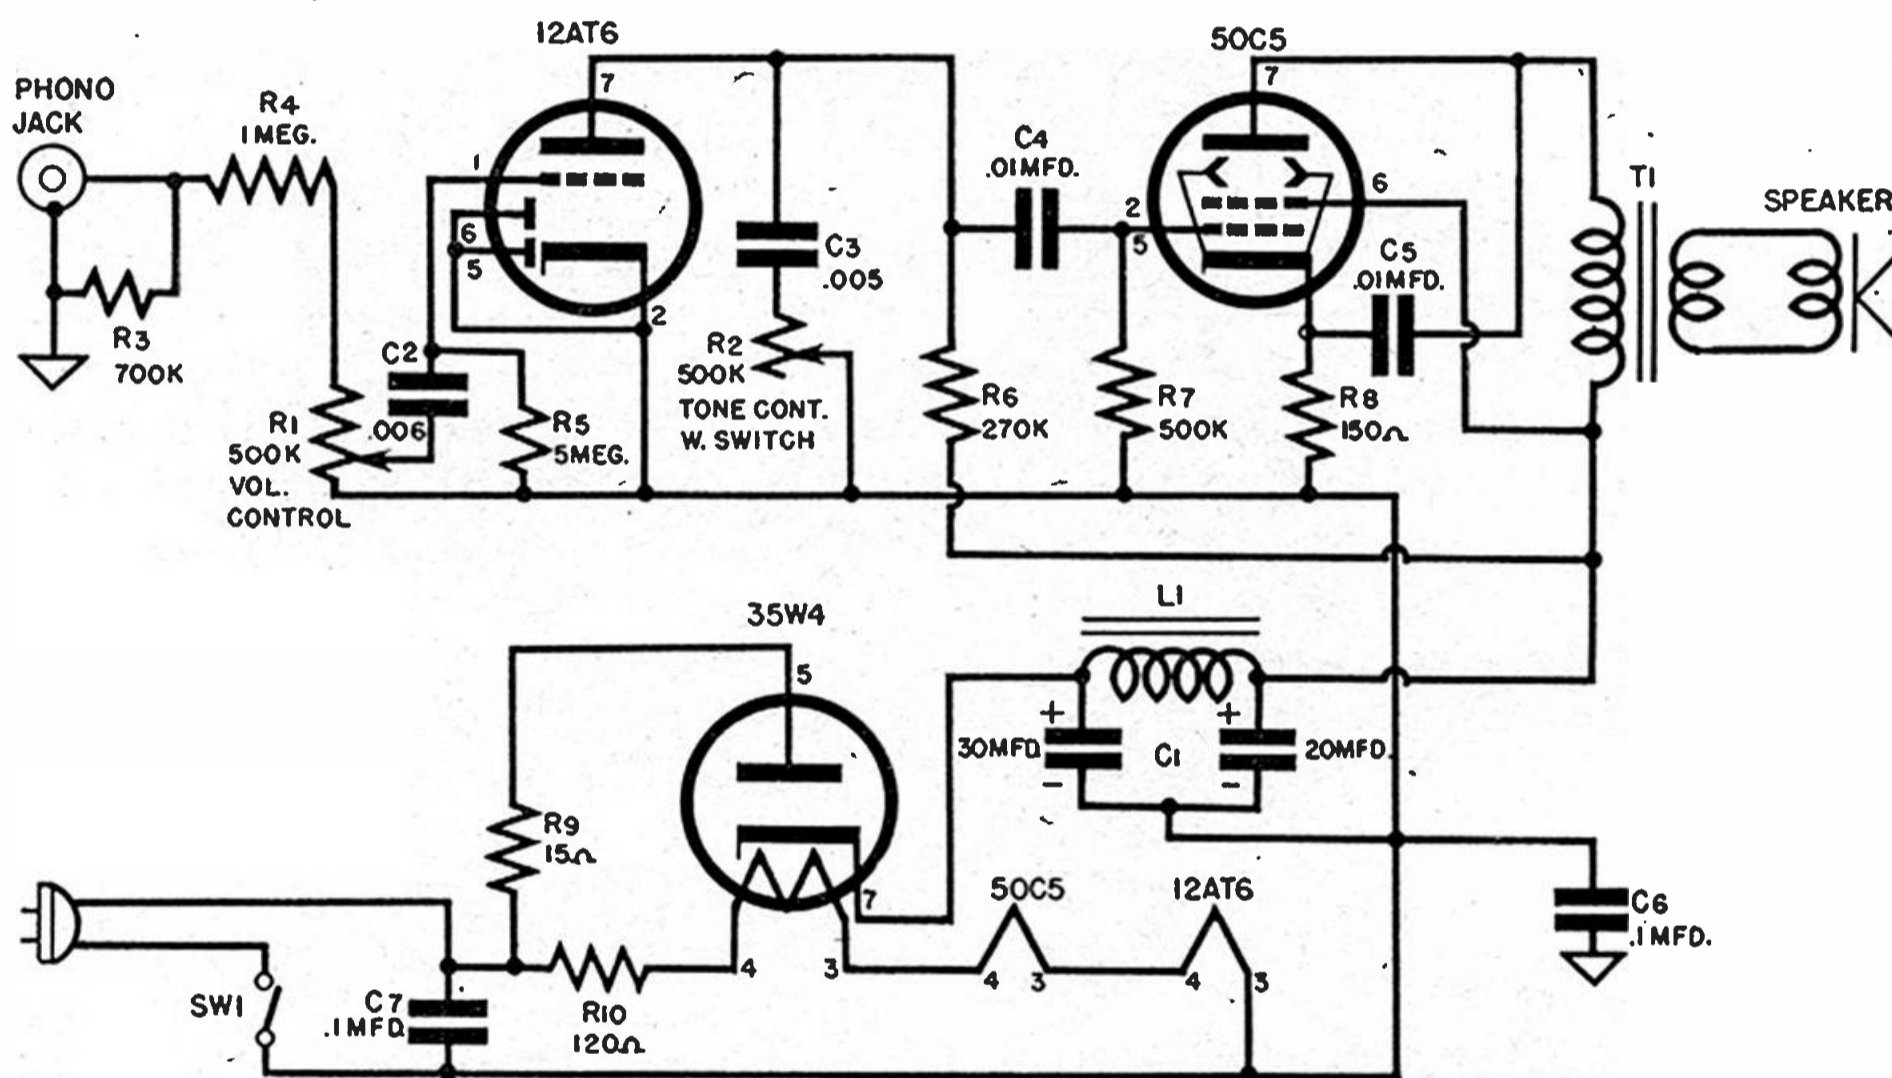 12AT6
50C5
PHONO
JACK
R4
1 MEG.
7
7
1
C4
.01MFD.
6
T1
SPEAKER
2
5
6
5
C3
.005
C5
.01MFD.
2
R3
700K
C2
.006
R2
500K
TONE CONT.
W. SWITCH
R1
500K
VOL.
CONTROL
R5
5MEG.
R6
270K
R7
500K
R8
150Ω
L1
35W4
5
+
+
30MFD.
C1
20MFD.
-
-
R9
15Ω
7
50C5
12AT6
C6
.1MFD.
4
3
4
3
4
3
SW1
C7
.1MFD.
R10
120Ω